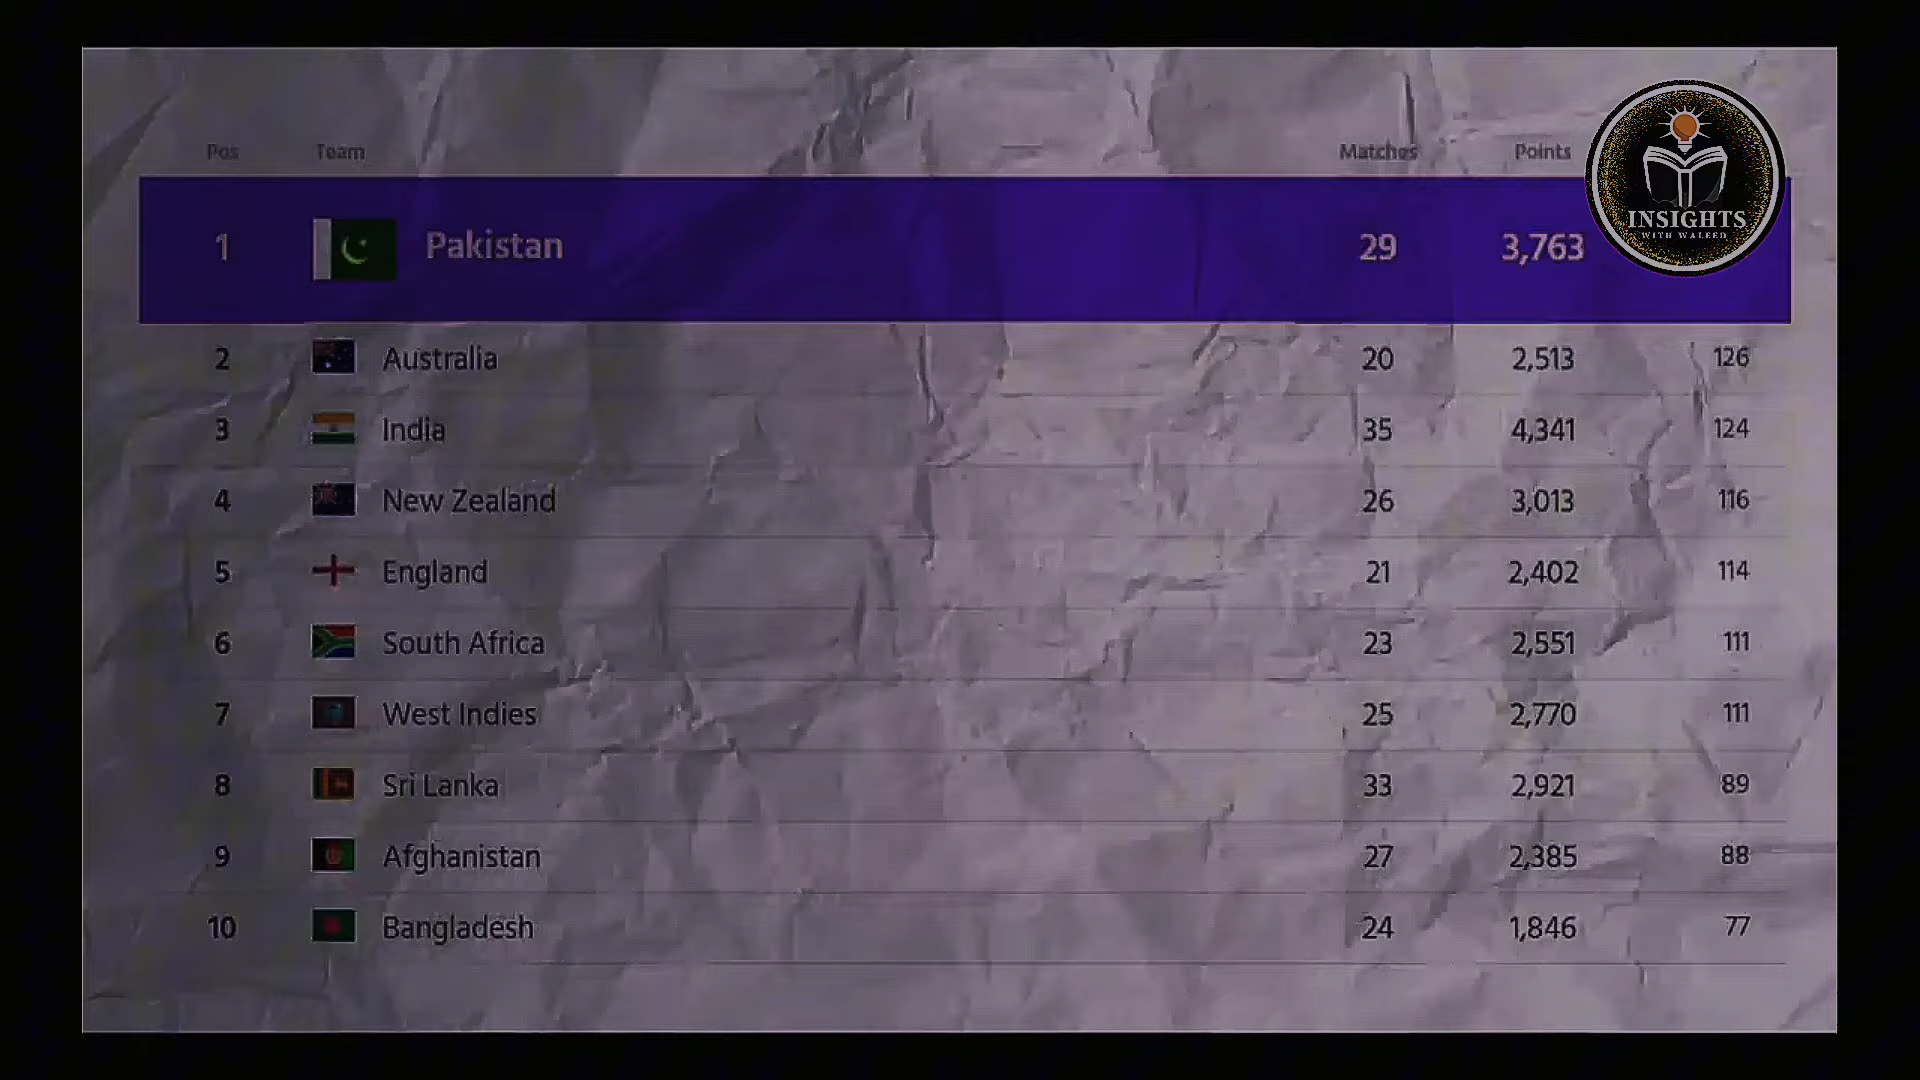 Pos Team Matches Points
1 Pakistan 29 3,763
INSIGHTS
WITH WALEED
2 Australia 20 2,513 126
3 India 35 4,341 124
4 New Zealand 26 3,013 116
5 England 21 2,402 114
6 South Africa 23 2,551 111
7 West Indies 25 2,770 111
8 Sri Lanka 33 2,921 89
9 Afghanistan 27 2,385 88
10 Bangladesh 24 1,846 77